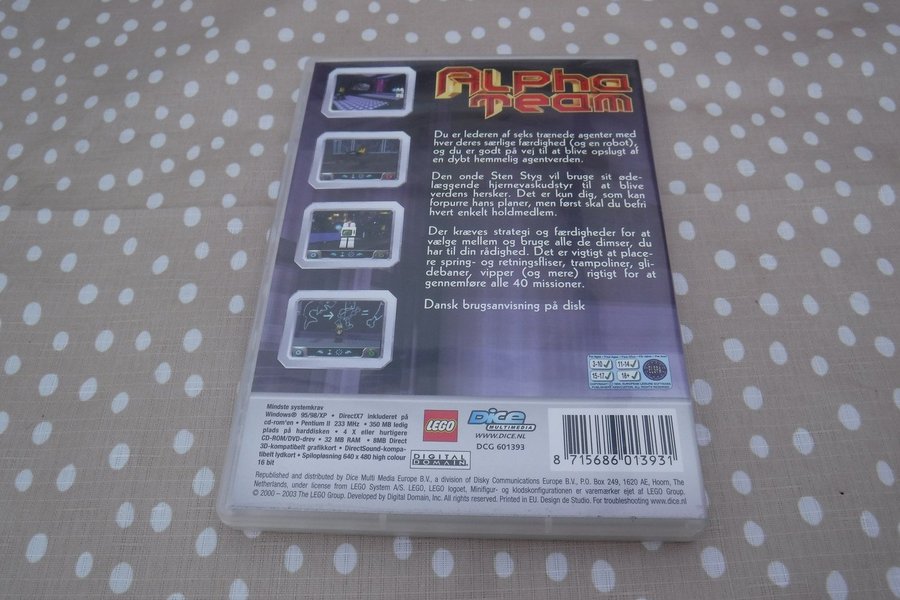 ALPha
Team
Du er lederen af seks trænede agenter med
hver deres særlige færdighed (og en robot),
og du er godt på vej til at blive opslugt af
en dybt hemmelig agentverden.
Den onde Sten Styg vil bruge sit øde-
læggende hjernevaskudstyr til at blive
verdens hersker. Det er kun dig, som kan
forpurre hans planer, men først skal du befri
hvert enkelt holdmedlem.
Der kræves strategi og færdigheder for at
vælge mellem og bruge alle de dimser, du
har til din rådighed. Det er vigtigt at place-
re spring- og retningsfliser, trampoliner, gli-
debaner, vipper (og mere) rigtigt for at
gennemføre alle 40 missioner.
Dansk brugsanvisning på disk
3-10 11-14
15-17 18+
ELSPA
Mindste systemkrav
Windows® 95/98/XP • DirectX7 inkluderet på
cd-rom'en • Pentium II 233 MHz • 350 MB ledig
plads på harddisken • 4 X eller hurtigere
CD-ROM/DVD-drev • 32 MB RAM • 8MB Direct
3D-kompatibelt grafikkort • DirectSound-kompa-
tibelt lydkort • Spilopløsning 640 x 480 high colour
16 bit
LEGO
DICE
MULTIMEDIA
WWW.DICE.NL
DCG 601393
DIGITAL
DOMAIN
8 715686 013931
Republished and distributed by Dice Multi Media Europe B.V., a division of Disky Communications Europe B.V., P.O. Box 249, 1620 AE, Hoorn, The
Netherlands, under license from LEGO System A/S. LEGO, LEGO logoet, Minifigur- og klodskonfigurationen er varemærker ejet af LEGO Group.
© 2000 - 2003 The LEGO Group. Developed by Digital Domain, Inc. All rights reserved. Printed in EU. Design de Studio. For troubleshooting www.dice.nl